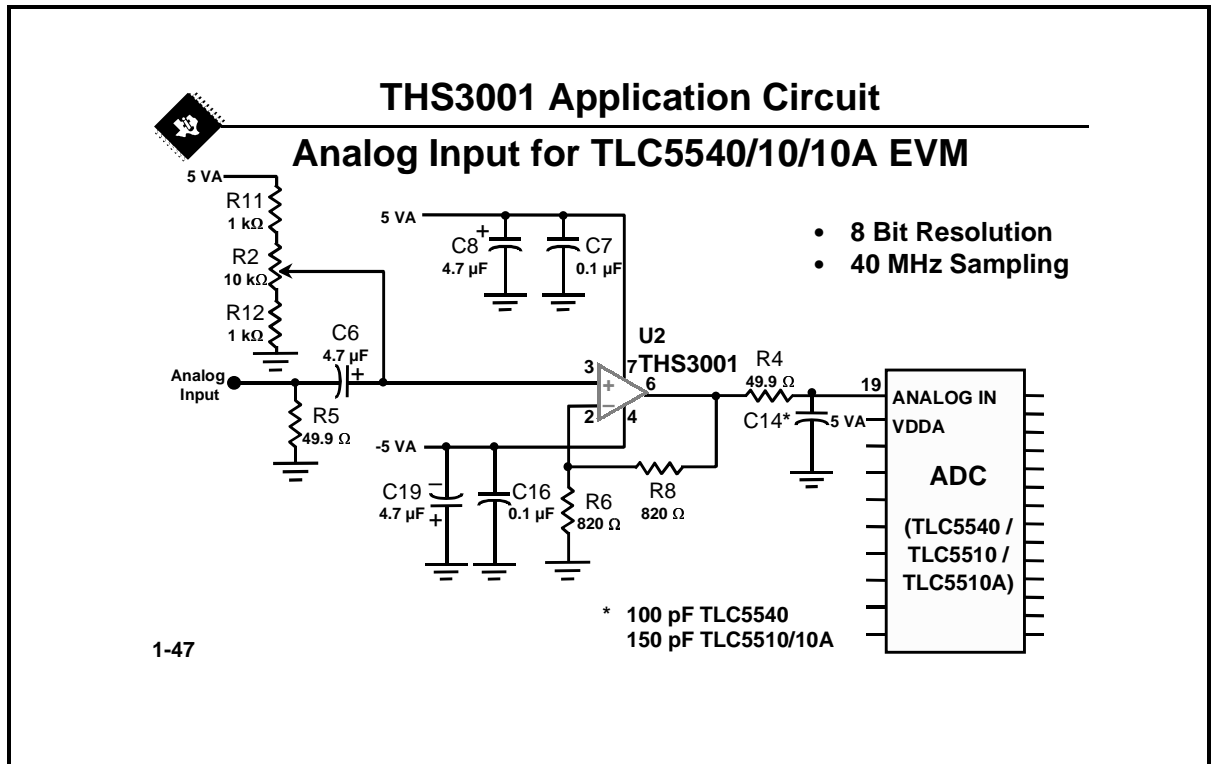 THS3001 Application Circuit
Analog Input for TLC5540/10/10A EVM
5 VA
R11
1 kΩ
R2
10 kΩ
R12
1 kΩ
C6
4.7 µF
+
Analog
Input
R5
49.9 Ω
5 VA
+
C8
4.7 µF
C7
0.1 µF
• 8 Bit Resolution
• 40 MHz Sampling
U2
THS3001
3
7
6
+
−
2
4
R4
49.9 Ω
C14*
5 VA
19
ANALOG IN
VDDA
ADC
(TLC5540 /
TLC5510 /
TLC5510A)
-5 VA
−
C19
4.7 µF
+
C16
0.1 µF
R6
820 Ω
R8
820 Ω
* 100 pF TLC5540
150 pF TLC5510/10A
1-47